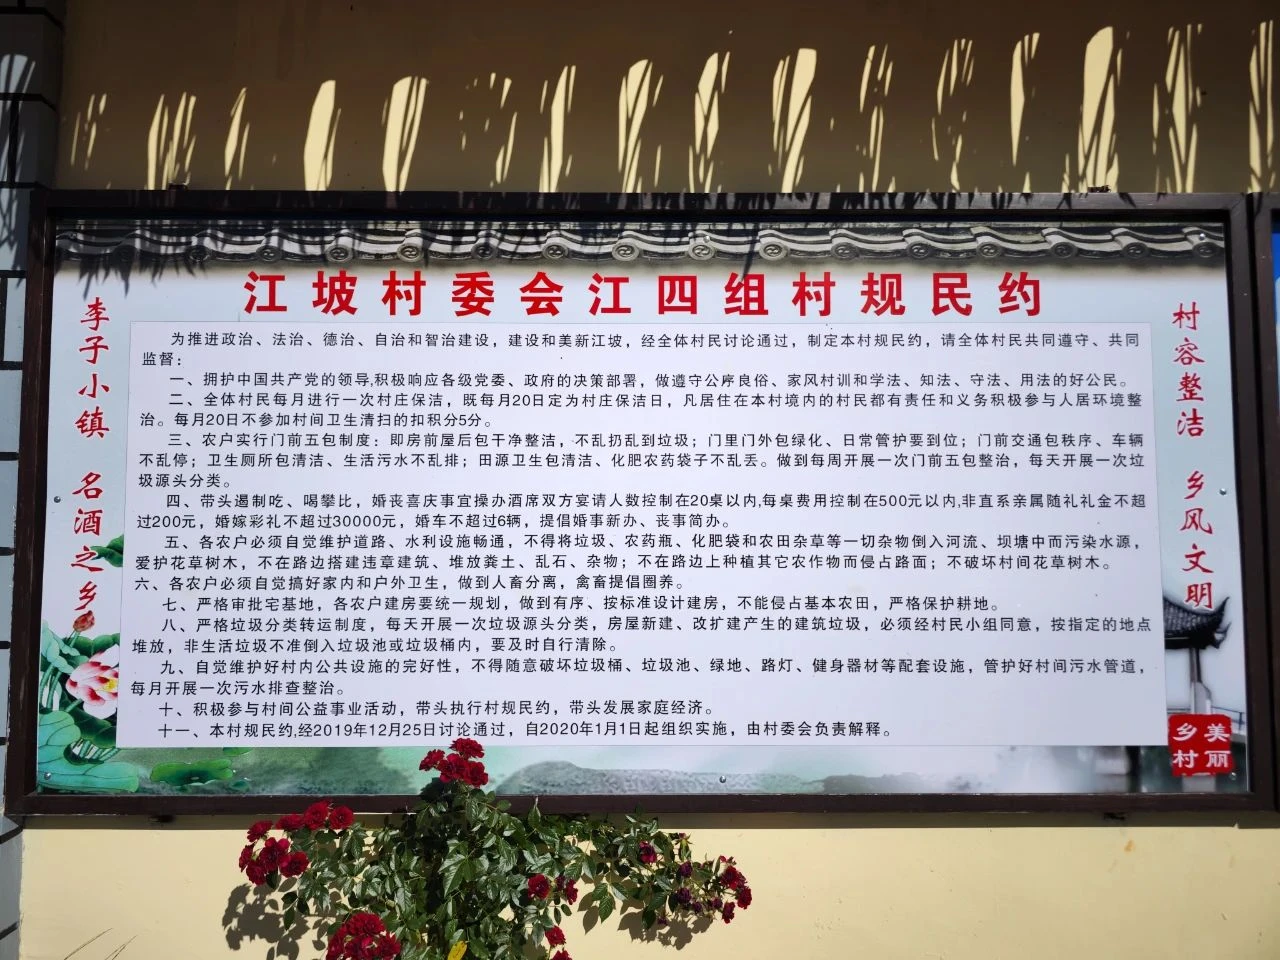 江坡村委会江四组村规民约
李子小镇 名酒之乡
为推进政治、法治、德治、自治和智治建设，建设和美新江坡，经全体村民讨论通过，制定本村规民约，请全体村民共同遵守、共同
监督：
一、拥护中国共产党的领导,积极响应各级党委、政府的决策部署，做遵守公序良俗、家风村训和学法、知法、守法、用法的好公民。
二、全体村民每月进行一次村庄保洁，既每月20日定为村庄保洁日，凡居住在本村境内的村民都有责任和义务积极参与人居环境整
治。每月20日不参加村间卫生清扫的扣积分5分。
三、农户实行门前五包制度：即房前屋后包干净整洁，不乱扔乱到垃圾；门里门外包绿化、日常管护要到位；门前交通包秩序、车辆
不乱停；卫生厕所包清洁、生活污水不乱排；田源卫生包清洁、化肥农药袋子不乱丢。做到每周开展一次门前五包整治，每天开展一次垃
圾源头分类。
四、带头遏制吃、喝攀比，婚丧喜庆事宜操办酒席双方宴请人数控制在20桌以内,每桌费用控制在500元以内,非直系亲属随礼礼金不超
过200元，婚嫁彩礼不超过30000元，婚车不超过6辆，提倡婚事新办、丧事简办。
五、各农户必须自觉维护道路、水利设施畅通，不得将垃圾、农药瓶、化肥袋和农田杂草等一切杂物倒入河流、坝塘中而污染水源，
爱护花草树木，不在路边搭建违章建筑、堆放粪土、乱石、杂物；不在路边上种植其它农作物而侵占路面；不破坏村间花草树木。
六、各农户必须自觉搞好家内和户外卫生，做到人畜分离，禽畜提倡圈养。
七、严格审批宅基地，各农户建房要统一规划，做到有序、按标准设计建房，不能侵占基本农田，严格保护耕地。
八、严格垃圾分类转运制度，每天开展一次垃圾源头分类，房屋新建、改扩建产生的建筑垃圾，必须经村民小组同意，按指定的地点
堆放，非生活垃圾不准倒入垃圾池或垃圾桶内，要及时自行清除。
九、自觉维护好村内公共设施的完好性，不得随意破坏垃圾桶、垃圾池、绿地、路灯、健身器材等配套设施，管护好村间污水管道，
每月开展一次污水排查整治。
十、积极参与村间公益事业活动，带头执行村规民约，带头发展家庭经济。
十一、本村规民约,经2019年12月25日讨论通过，自2020年1月1日起组织实施，由村委会负责解释。
村容整洁 乡风文明
美丽
乡村